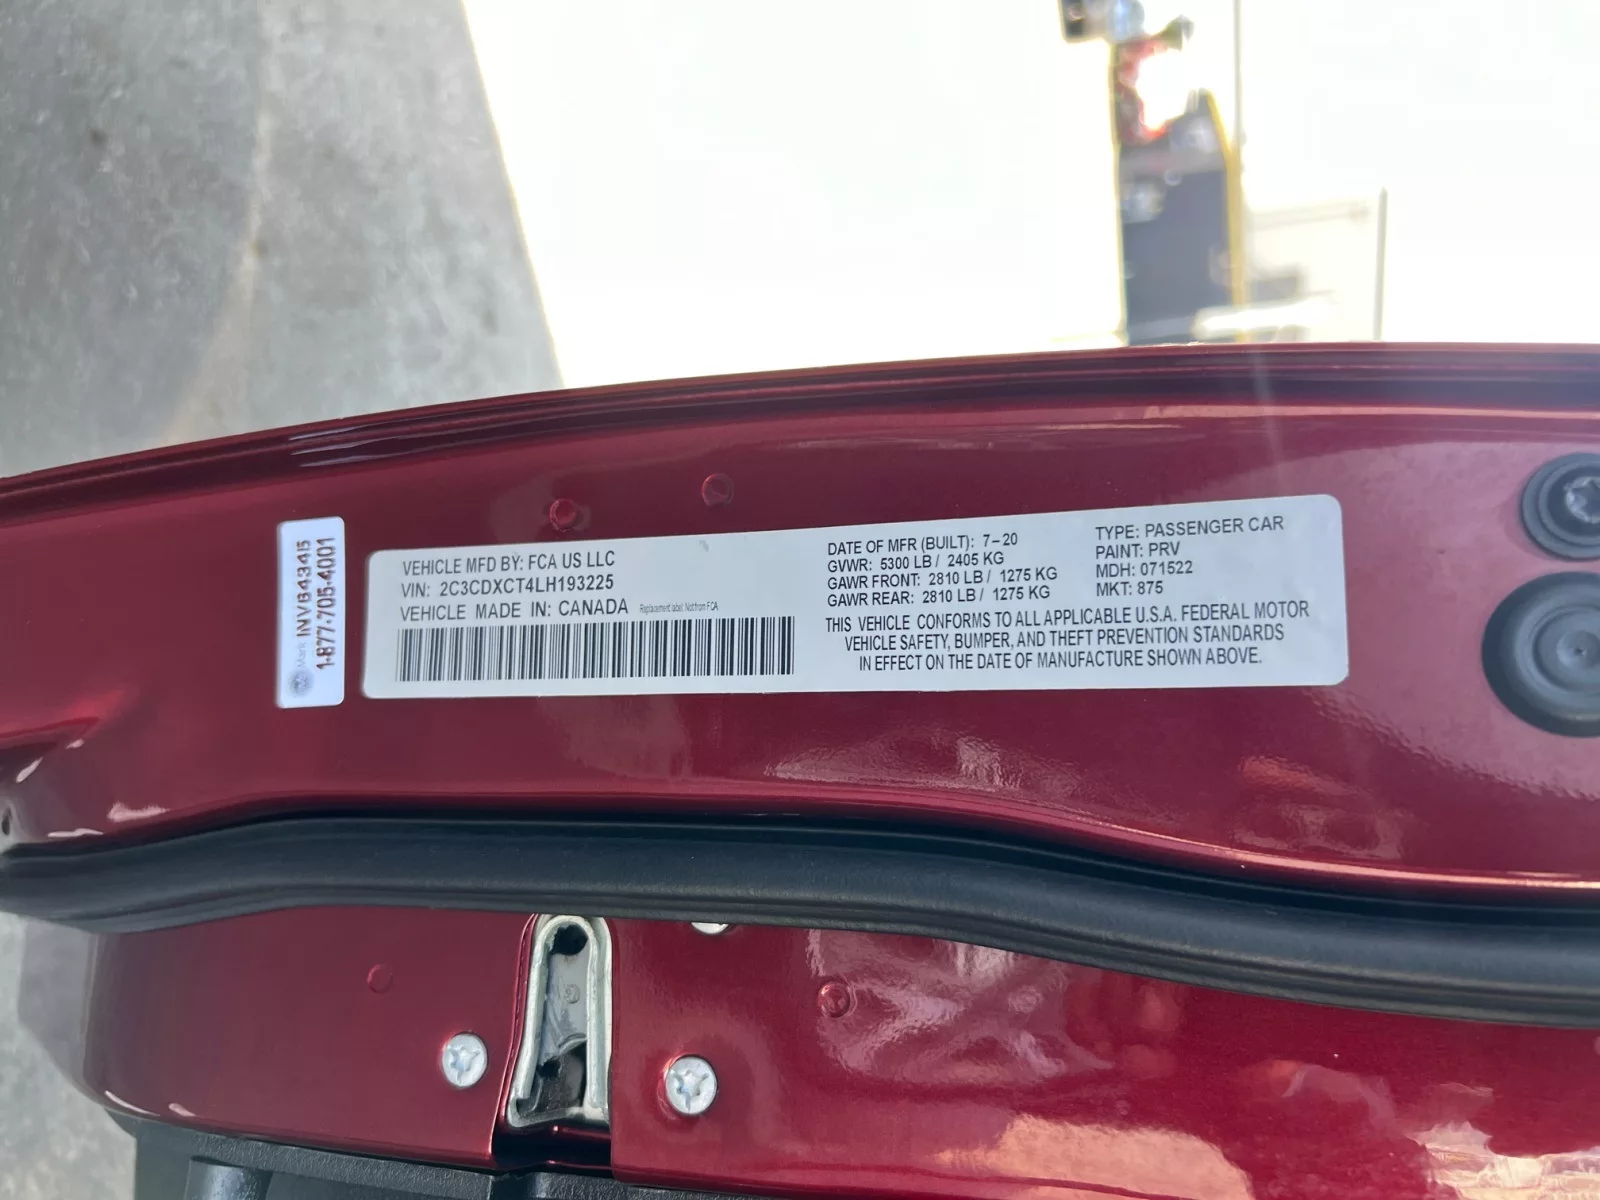 Mark INV643415
1-877-705-4001
VEHICLE MFD BY: FCA US LLC
VIN: 2C3CDXCT4LH193225
VEHICLE MADE IN: CANADA Replacement label. Not from FCA
DATE OF MFR (BUILT): 7-20
GVWR: 5300 LB / 2405 KG
GAWR FRONT: 2810 LB / 1275 KG
GAWR REAR: 2810 LB / 1275 KG
TYPE: PASSENGER CAR
PAINT: PRV
MDH: 071522
MKT: 875
THIS VEHICLE CONFORMS TO ALL APPLICABLE U.S.A. FEDERAL MOTOR
VEHICLE SAFETY, BUMPER, AND THEFT PREVENTION STANDARDS
IN EFFECT ON THE DATE OF MANUFACTURE SHOWN ABOVE.